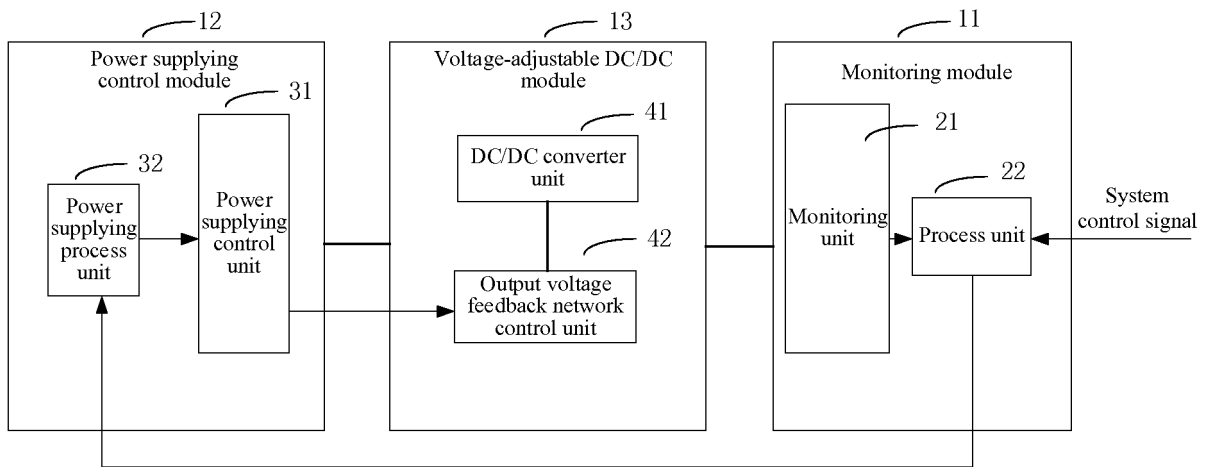 12
13
11
Power supplying
control module
Voltage-adjustable DC/DC
module
Monitoring module
31
41
21
32
22
42
DC/DC converter
unit
Power
supplying
process
unit
Power
supplying
control
unit
Monitoring
unit
Process unit
System
control signal
Output voltage
feedback network
control unit